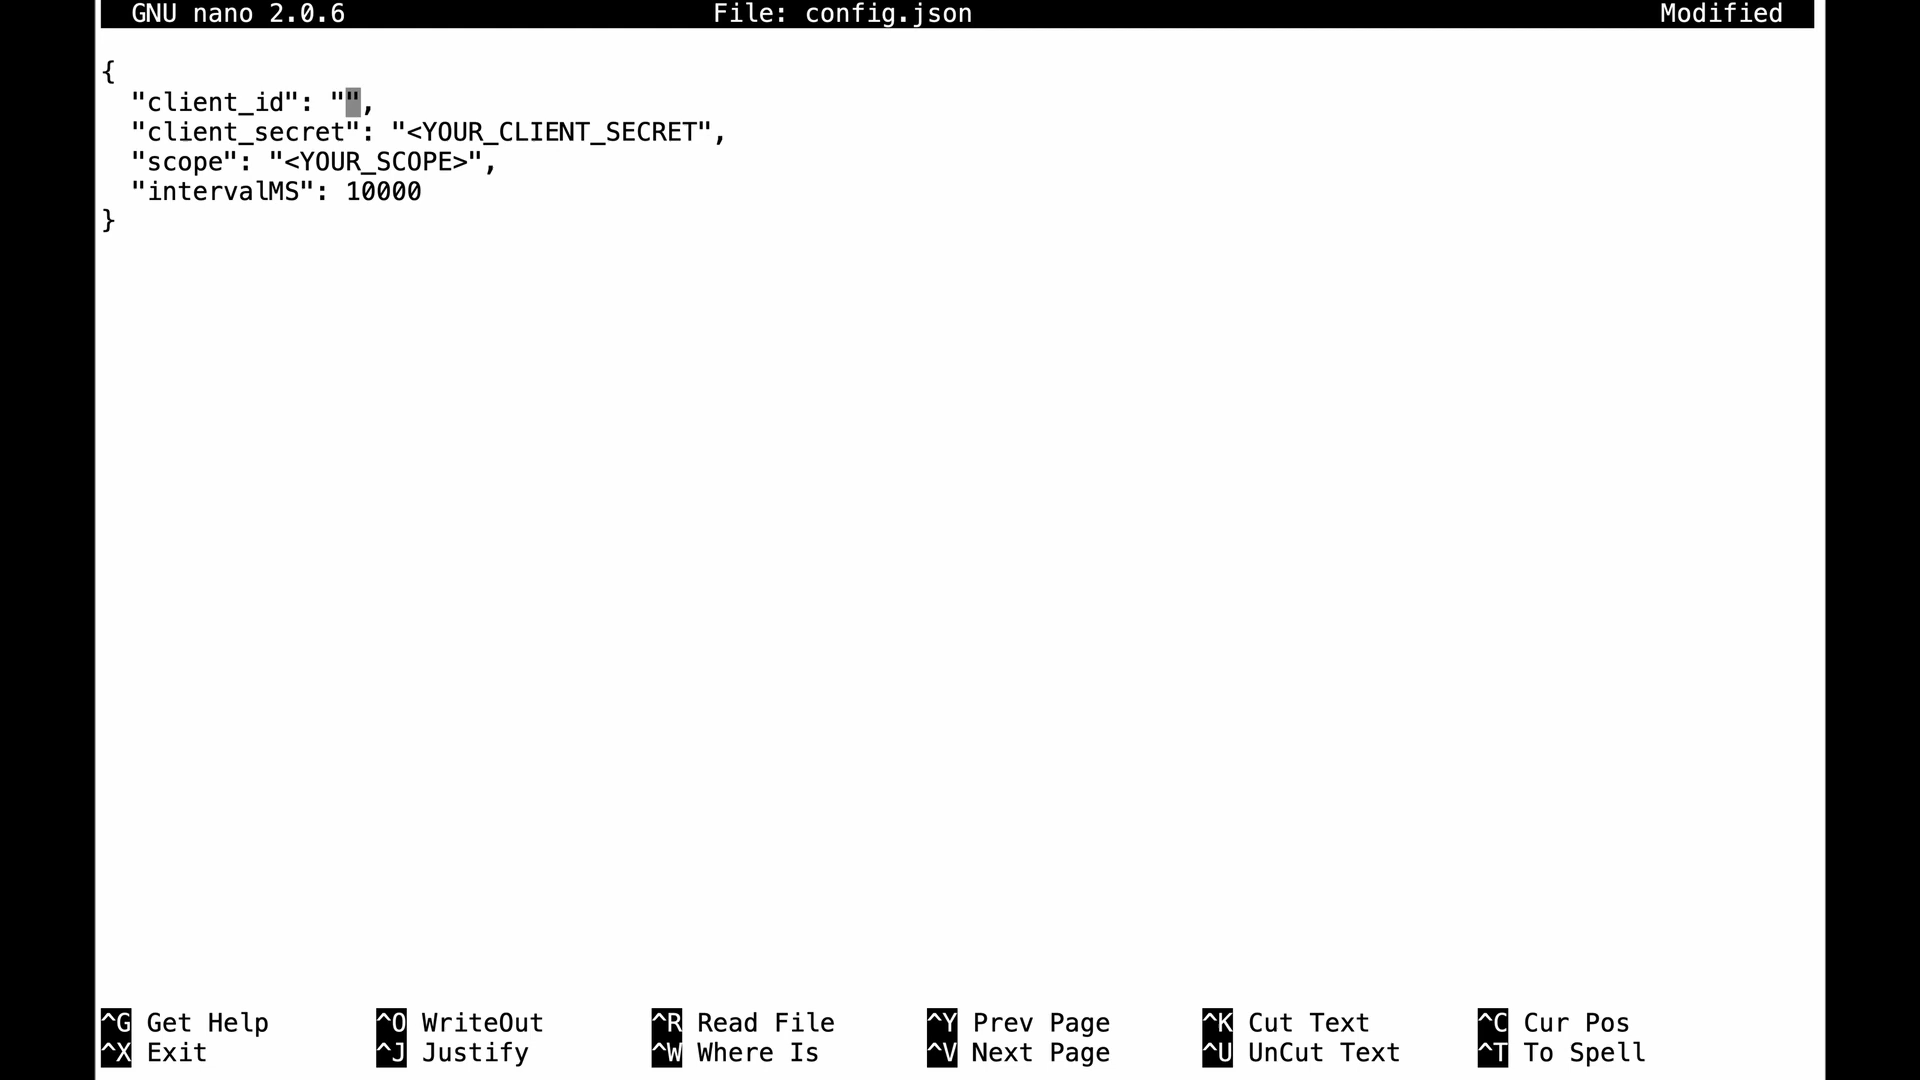 GNU nano 2.0.6 File: config.json Modified
{
"client_id": "",
"client_secret": "<YOUR_CLIENT_SECRET",
"scope": "<YOUR_SCOPE>",
"intervalMS": 10000
}
^G Get Help ^O WriteOut ^R Read File ^Y Prev Page ^K Cut Text ^C Cur Pos
^X Exit ^J Justify ^W Where Is ^V Next Page ^U UnCut Text ^T To Spell